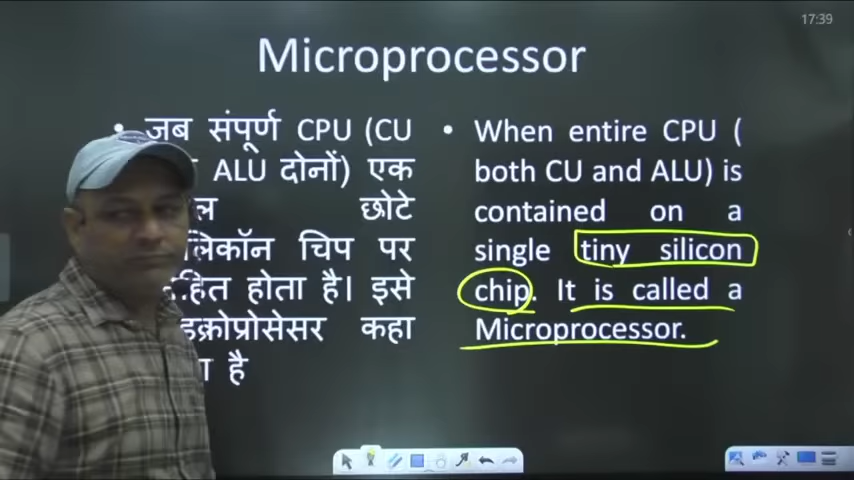 17:39
Microprocessor
• जब संपूर्ण CPU (CU
ALU दोनों) एक
छोटे
चिप पर
होता है। इसे
कहा
है
• When entire CPU (
both CU and ALU) is
contained on a
single tiny silicon
chip. It is called a
Microprocessor.